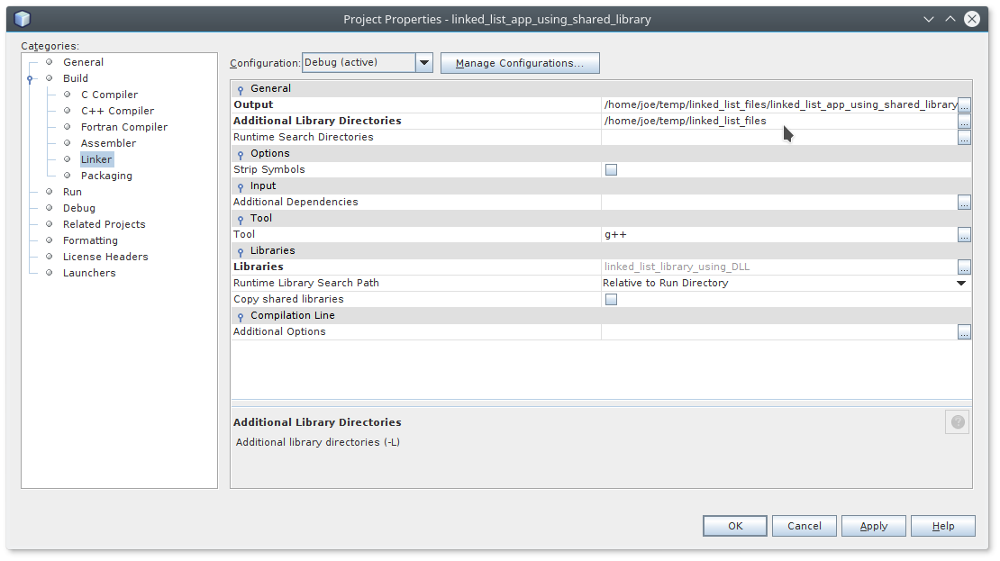 Project Properties - linked_list_app_using_shared_library
Categories:
General
Build
C Compiler
C++ Compiler
Fortran Compiler
Assembler
Linker
Packaging
Run
Debug
Related Projects
Formatting
License Headers
Launchers
Configuration: Debug (active) Manage Configurations...
General
Output /home/joe/temp/linked_list_files/linked_list_app_using_shared_library ...
Additional Library Directories /home/joe/temp/linked_list_files ...
Runtime Search Directories ...
Options
Strip Symbols
Input
Additional Dependencies ...
Tool
Tool g++ ...
Libraries
Libraries linked_list_library_using_DLL ...
Runtime Library Search Path Relative to Run Directory
Copy shared libraries
Compilation Line
Additional Options ...
Additional Library Directories
Additional library directories (-L)
?
OK Cancel Apply Help